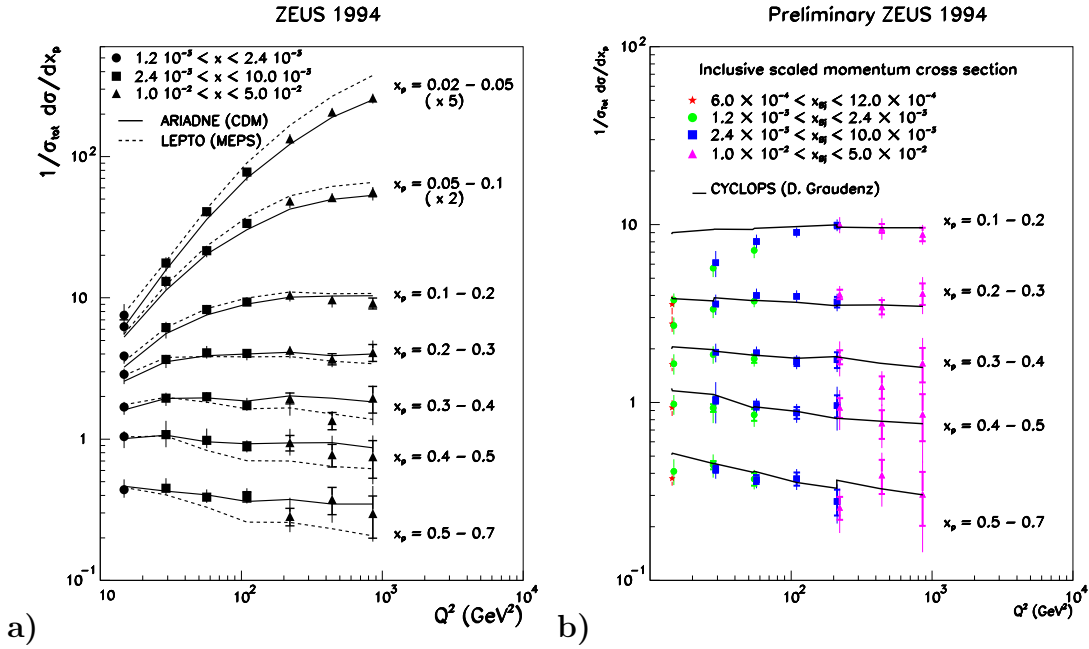 ZEUS 1994
1/σtot dσ/dxp
1.2 10⁻³ < x < 2.4 10⁻³
2.4 10⁻³ < x < 10.0 10⁻³
1.0 10⁻² < x < 5.0 10⁻²
ARIADNE (CDM)
LEPTO (MEPS)
xp = 0.02 – 0.05
( x 5)
xp = 0.05 – 0.1
( x 2)
xp = 0.1 – 0.2
xp = 0.2 – 0.3
xp = 0.3 – 0.4
xp = 0.4 – 0.5
xp = 0.5 – 0.7
10²
10
1
10⁻¹
10 10² 10³ 10⁴
Q² (GeV²)
a)
Preliminary ZEUS 1994
1/σtot dσ/dxp
Inclusive scaled momentum cross section
6.0 × 10⁻⁴ < xBj < 12.0 × 10⁻⁴
1.2 × 10⁻³ < xBj < 2.4 × 10⁻³
2.4 × 10⁻³ < xBj < 10.0 × 10⁻³
1.0 × 10⁻² < xBj < 5.0 × 10⁻²
CYCLOPS (D. Graudenz)
xp = 0.1 – 0.2
xp = 0.2 – 0.3
xp = 0.3 – 0.4
xp = 0.4 – 0.5
xp = 0.5 – 0.7
10²
10
1
10⁻¹
10 10² 10³ 10⁴
Q² (GeV²)
b)